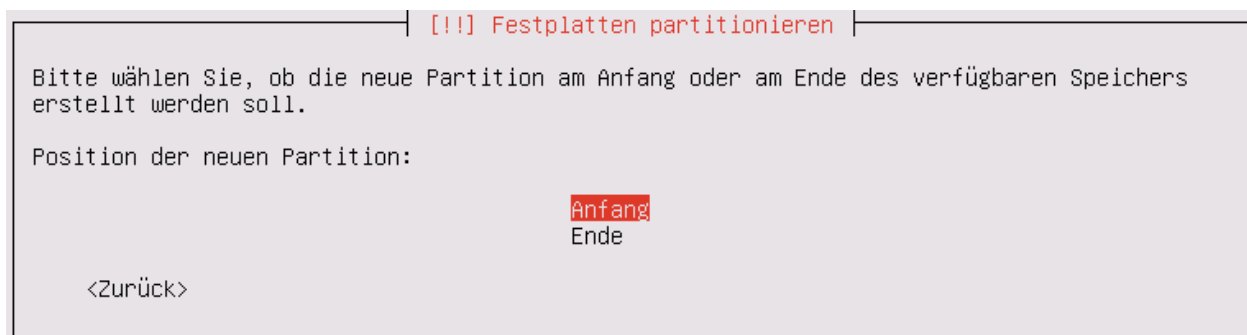 [!!] Festplatten partitionieren
Bitte wählen Sie, ob die neue Partition am Anfang oder am Ende des verfügbaren Speichers
erstellt werden soll.
Position der neuen Partition:
Anfang
Ende
<Zurück>